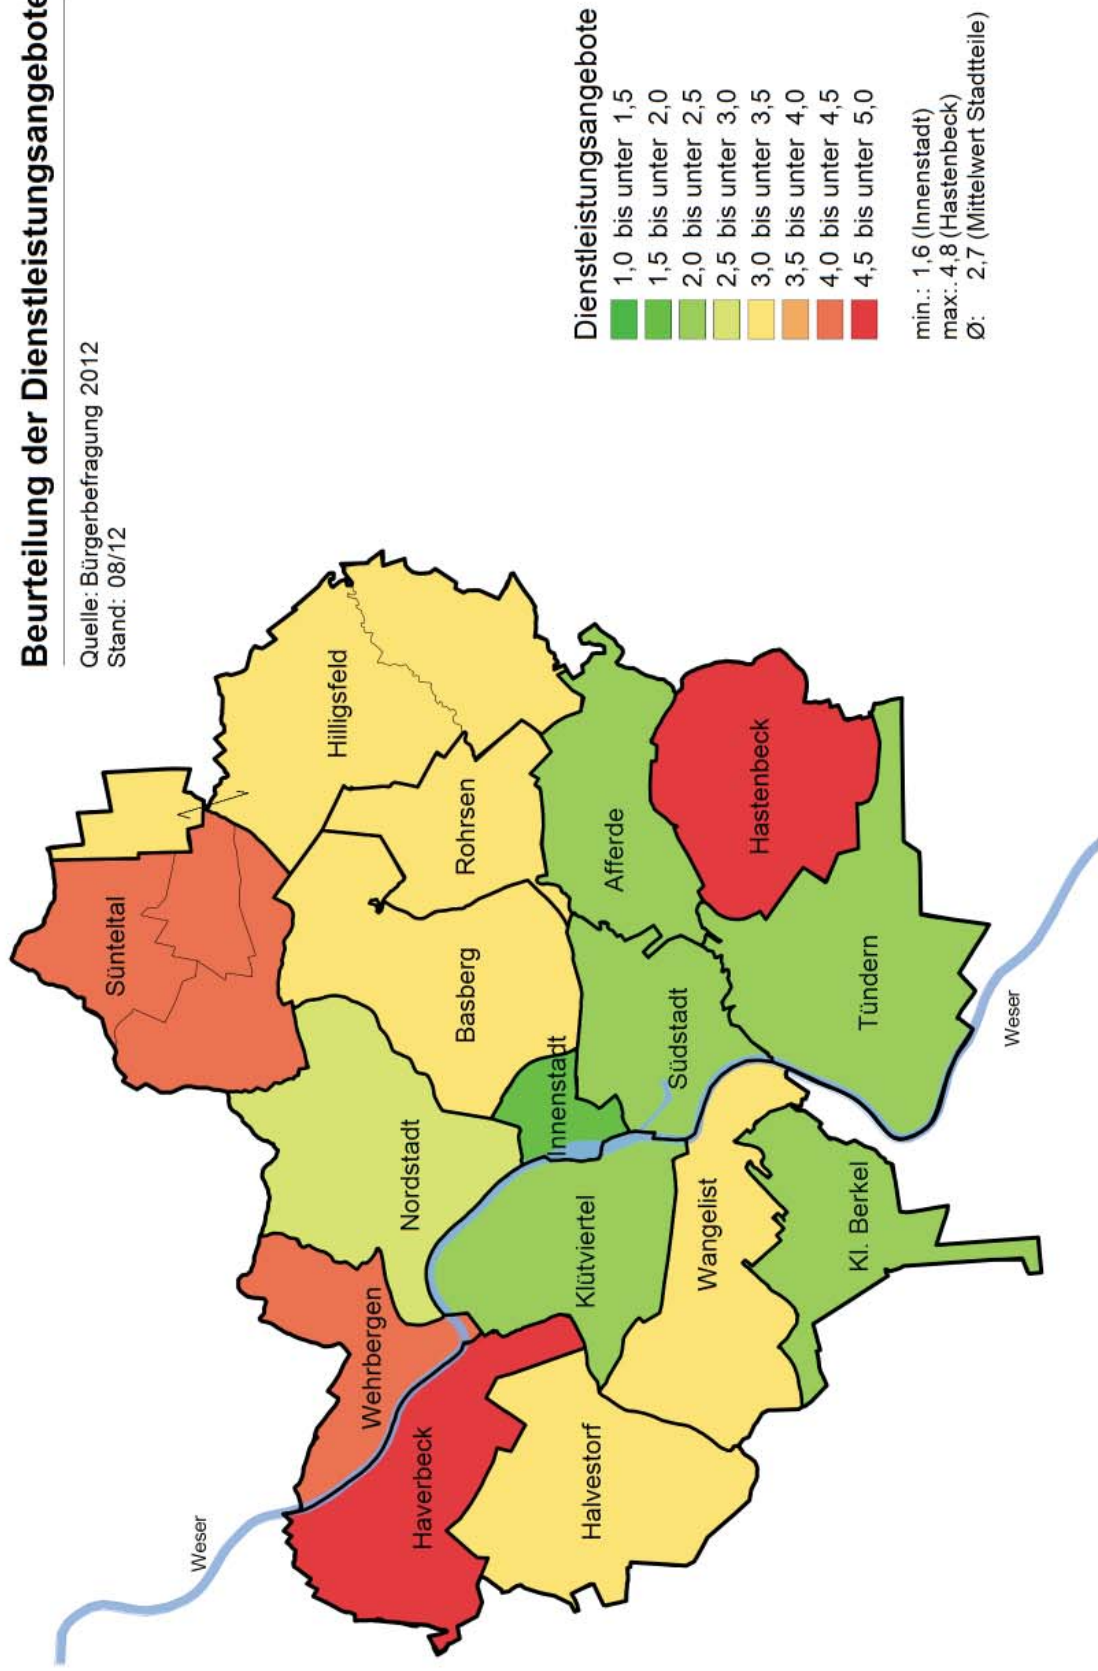 Beurteilung der Dienstleistungsangebote
Quelle: Bürgerbefragung 2012
Stand: 08/12
Weser
Haverbeck
Wehrbergen
Halvestorf
Nordstadt
Klütviertel
Wangelist
Kl. Berkel
Sünteltal
Basberg
Innenstadt
Südstadt
Tündern
Weser
Hilligsfeld
Rohrsen
Afferde
Hastenbeck
Dienstleistungsangebote
1,0 bis unter 1,5
1,5 bis unter 2,0
2,0 bis unter 2,5
2,5 bis unter 3,0
3,0 bis unter 3,5
3,5 bis unter 4,0
4,0 bis unter 4,5
4,5 bis unter 5,0
min.: 1,6 (Innenstadt)
max:. 4,8 (Hastenbeck)
Ø: 2,7 (Mittelwert Stadtteile)